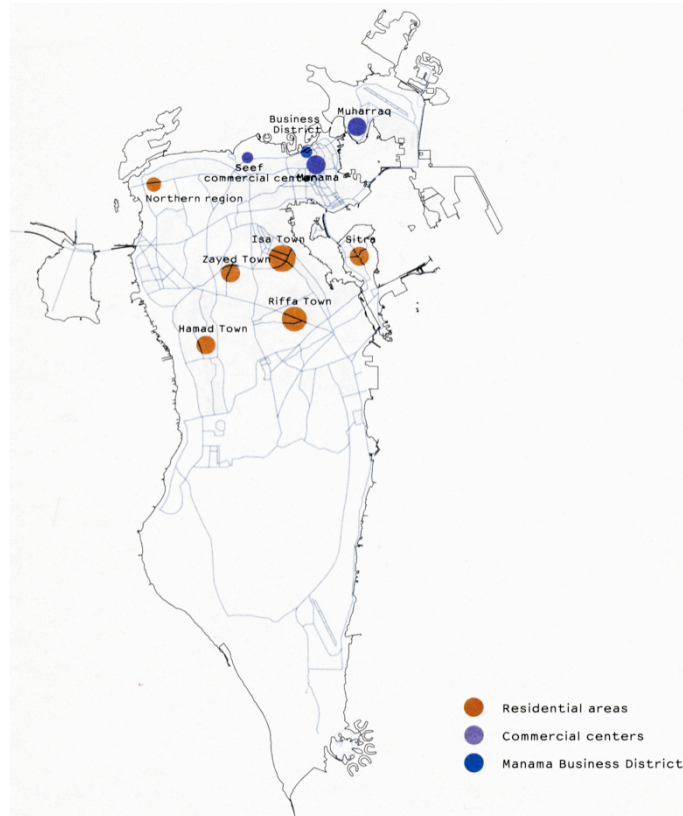 Muharraq
Business
District
Seef
commercial center
Manama
Northern region
Isa Town
Sitra
Zayed Town
Riffa Town
Hamad Town
Residential areas
Commercial centers
Manama Business District